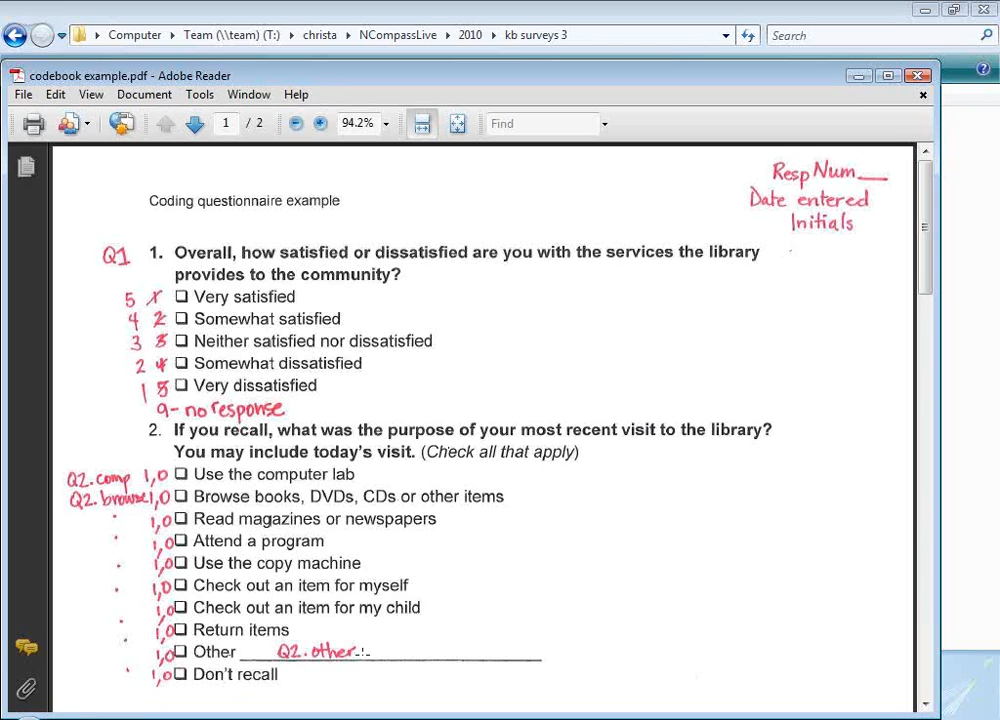 Computer Team (\\team) (T:) christa NCompassLive 2010 kb surveys 3
Search
codebook example.pdf - Adobe Reader
File Edit View Document Tools Window Help
1 / 2 94.2% Find
Resp Num___
Date entered
Initials
Coding questionnaire example
Q1 1. Overall, how satisfied or dissatisfied are you with the services the library
provides to the community?
5 1 Very satisfied
4 2 Somewhat satisfied
3 3 Neither satisfied nor dissatisfied
2 4 Somewhat dissatisfied
1 5 Very dissatisfied
9- no response
2. If you recall, what was the purpose of your most recent visit to the library?
You may include today's visit. (Check all that apply)
Q2.comp 1,0 Use the computer lab
Q2.browse 1,0 Browse books, DVDs, CDs or other items
1,0 Read magazines or newspapers
1,0 Attend a program
1,0 Use the copy machine
1,0 Check out an item for myself
1,0 Check out an item for my child
1,0 Return items
1,0 Other Q2.other
1,0 Don't recall